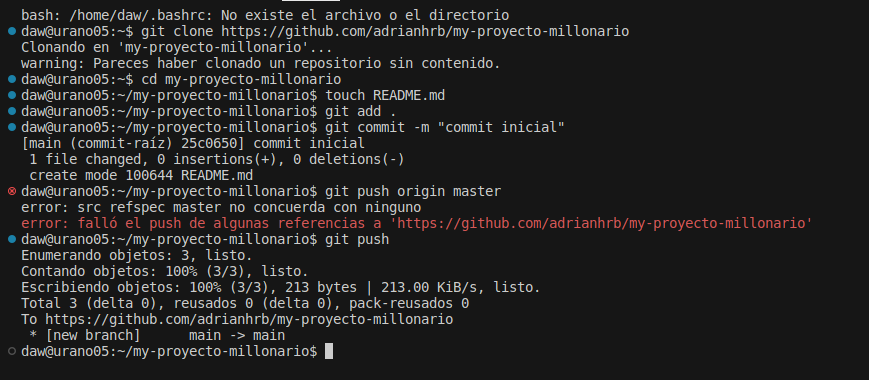 bash: /home/daw/.bashrc: No existe el archivo o el directorio
daw@urano05:~$ git clone https://github.com/adrianhrb/my-proyecto-millonario
Clonando en 'my-proyecto-millonario'...
warning: Pareces haber clonado un repositorio sin contenido.
daw@urano05:~$ cd my-proyecto-millonario
daw@urano05:~/my-proyecto-millonario$ touch README.md
daw@urano05:~/my-proyecto-millonario$ git add .
daw@urano05:~/my-proyecto-millonario$ git commit -m "commit inicial"
[main (commit-raíz) 25c0650] commit inicial
 1 file changed, 0 insertions(+), 0 deletions(-)
 create mode 100644 README.md
daw@urano05:~/my-proyecto-millonario$ git push origin master
error: src refspec master no concuerda con ninguno
error: falló el push de algunas referencias a 'https://github.com/adrianhrb/my-proyecto-millonario'
daw@urano05:~/my-proyecto-millonario$ git push
Enumerando objetos: 3, listo.
Contando objetos: 100% (3/3), listo.
Escribiendo objetos: 100% (3/3), 213 bytes | 213.00 KiB/s, listo.
Total 3 (delta 0), reusados 0 (delta 0), pack-reusados 0
To https://github.com/adrianhrb/my-proyecto-millonario
 * [new branch]      main -> main
daw@urano05:~/my-proyecto-millonario$